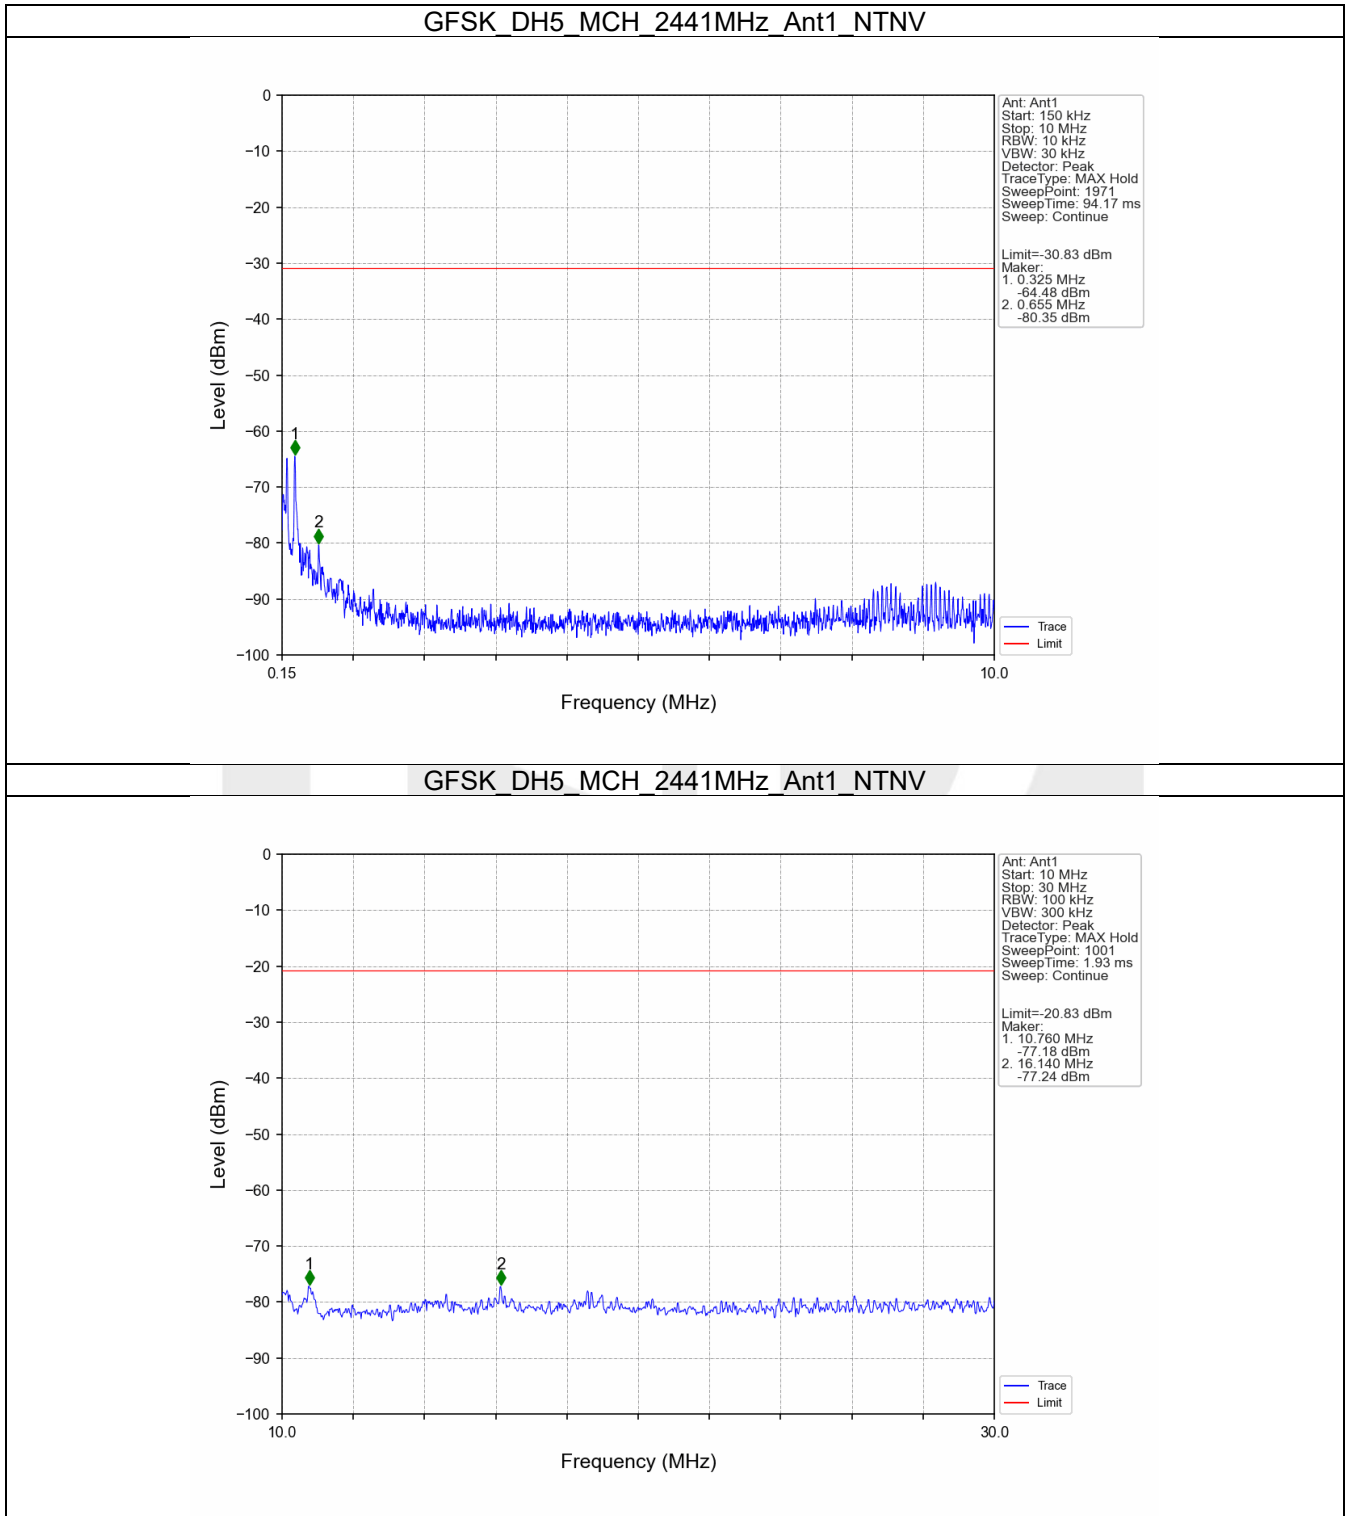 GFSK_DH5_MCH_2441MHz_Ant1_NTNV
0
−10
−20
−30
−40
−50
−60
−70
−80
−90
−100
Level (dBm)
1
2
0.15
10.0
Frequency (MHz)
Ant: Ant1
Start: 150 kHz
Stop: 10 MHz
RBW: 10 kHz
VBW: 30 kHz
Detector: Peak
TraceType: MAX Hold
SweepPoint: 1971
SweepTime: 94.17 ms
Sweep: Continue
Limit=-30.83 dBm
Maker:
1. 0.325 MHz
-64.48 dBm
2. 0.655 MHz
-80.35 dBm
Trace
Limit
GFSK_DH5_MCH_2441MHz_Ant1_NTNV
0
−10
−20
−30
−40
−50
−60
−70
−80
−90
−100
Level (dBm)
1
2
10.0
30.0
Frequency (MHz)
Ant: Ant1
Start: 10 MHz
Stop: 30 MHz
RBW: 100 kHz
VBW: 300 kHz
Detector: Peak
TraceType: MAX Hold
SweepPoint: 1001
SweepTime: 1.93 ms
Sweep: Continue
Limit=-20.83 dBm
Maker:
1. 10.760 MHz
-77.18 dBm
2. 16.140 MHz
-77.24 dBm
Trace
Limit